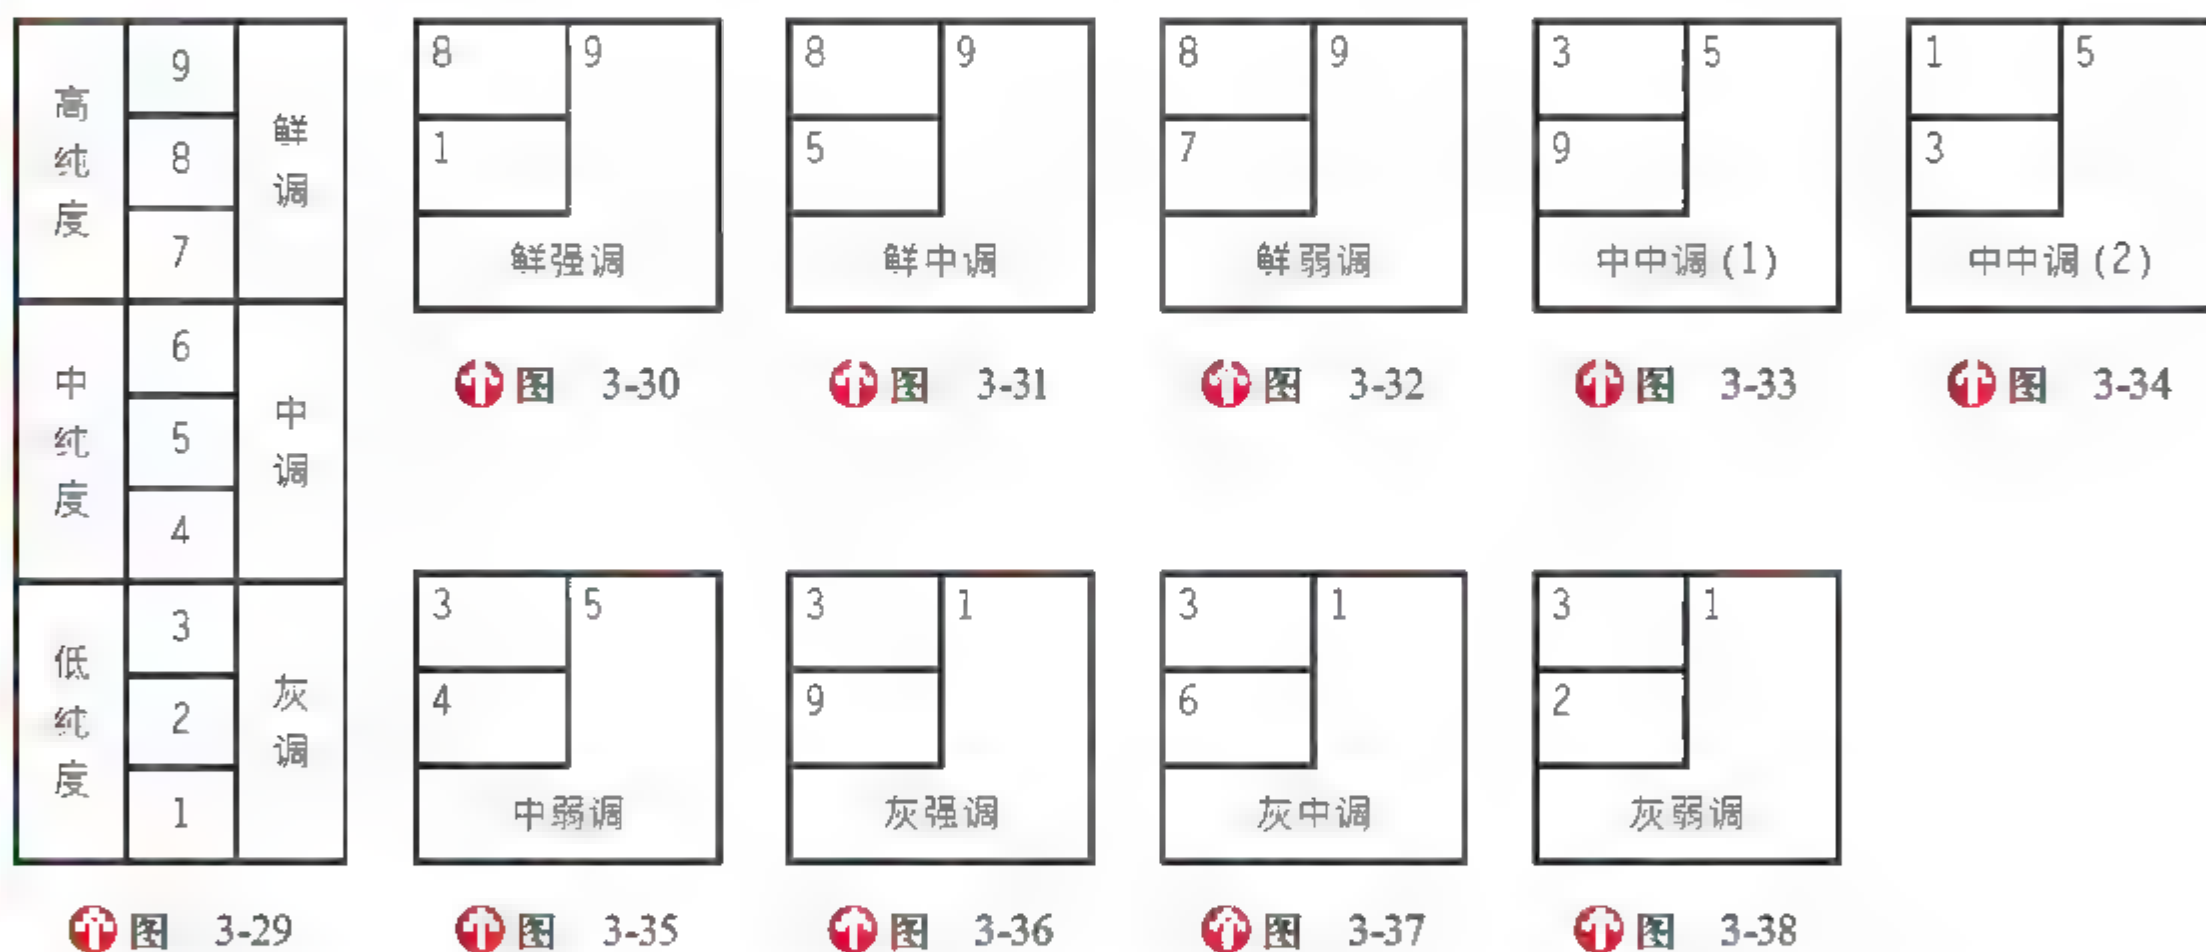 高纯度
9
8
7
鲜调
中纯度
6
5
4
中调
低纯度
3
2
1
灰调
图 3-29
8 9
1
鲜强调
图 3-30
8 9
5
鲜中调
图 3-31
8 9
7
鲜弱调
图 3-32
3 5
9
中中调(1)
图 3-33
1 5
3
中中调(2)
图 3-34
3 5
4
中弱调
图 3-35
3 1
9
灰强调
图 3-36
3 1
6
灰中调
图 3-37
3 1
2
灰弱调
图 3-38